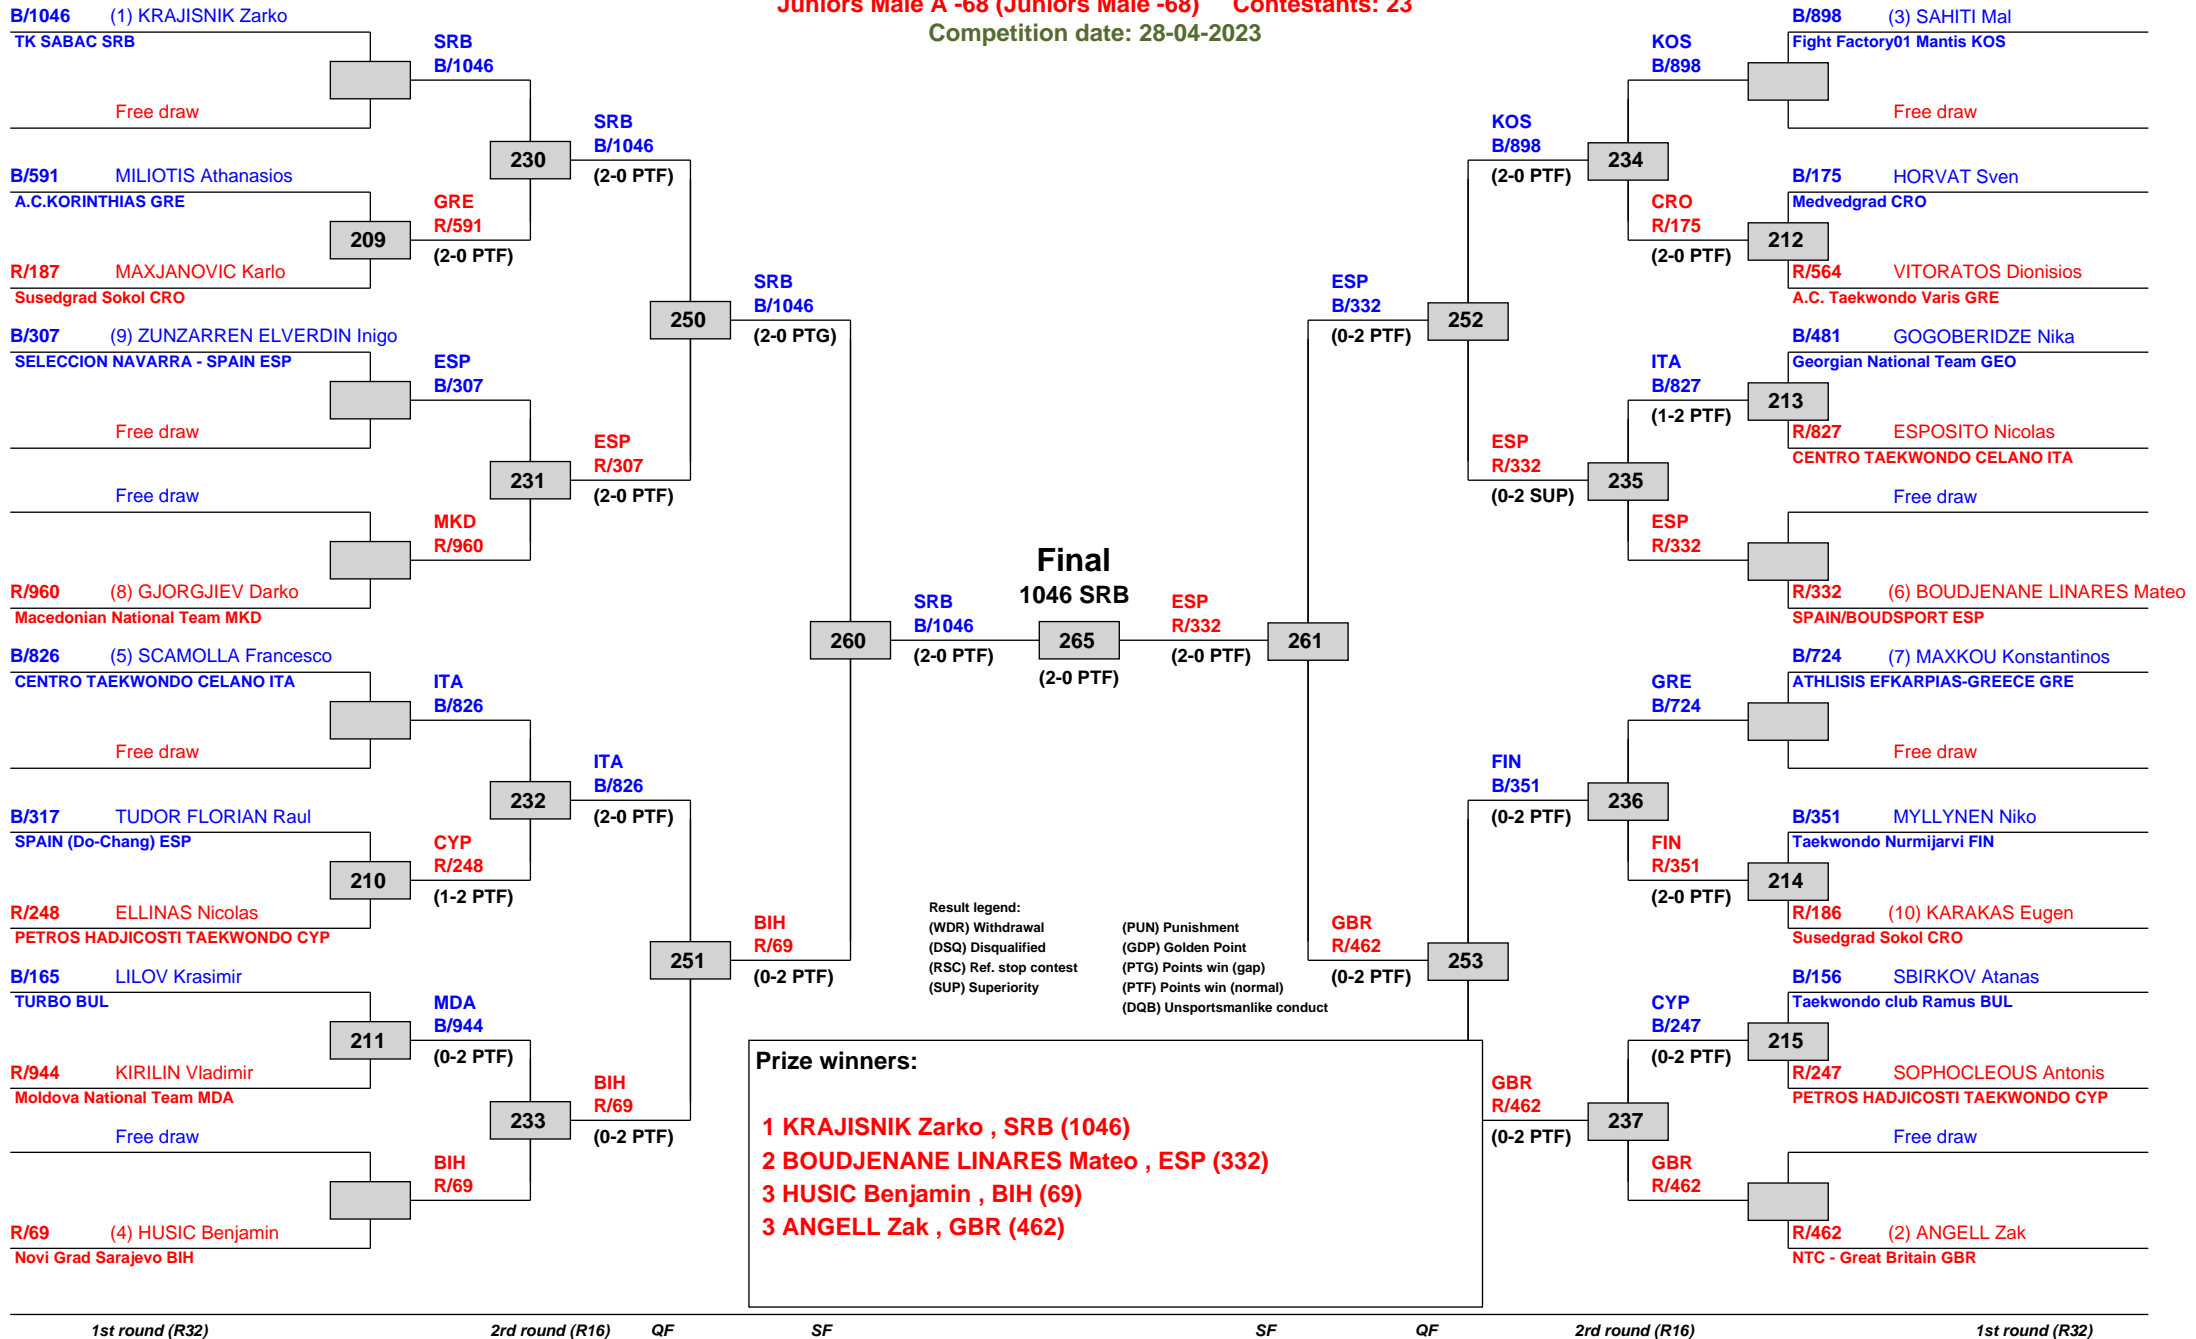 Juniors Male A -68 (Juniors Male -68) Contestants: 23
Competition date: 28-04-2023
B/1046 (1) KRAJISNIK Zarko
TK SABAC SRB
Free draw
B/591 MILIOTIS Athanasios
A.C.KORINTHIAS GRE
209
R/187 MAXJANOVIC Karlo
Susedgrad Sokol CRO
B/307 (9) ZUNZARREN ELVERDIN Inigo
SELECCION NAVARRA - SPAIN ESP
Free draw
Free draw
R/960 (8) GJORGJIEV Darko
Macedonian National Team MKD
B/826 (5) SCAMOLLA Francesco
CENTRO TAEKWONDO CELANO ITA
Free draw
B/317 TUDOR FLORIAN Raul
SPAIN (Do-Chang) ESP
210
R/248 ELLINAS Nicolas
PETROS HADJICOSTI TAEKWONDO CYP
B/165 LILOV Krasimir
TURBO BUL
211
R/944 KIRILIN Vladimir
Moldova National Team MDA
Free draw
R/69 (4) HUSIC Benjamin
Novi Grad Sarajevo BIH
SRB
B/1046
230
GRE
R/591
(2-0 PTF)
ESP
B/307
231
MKD
R/960
ITA
B/826
232
CYP
R/248
(1-2 PTF)
MDA
B/944
(0-2 PTF)
233
BIH
R/69
SRB
B/1046
(2-0 PTF)
250
ESP
R/307
(2-0 PTF)
ITA
B/826
(2-0 PTF)
251
BIH
R/69
(0-2 PTF)
SRB
B/1046
(2-0 PTG)
260
BIH
R/69
(0-2 PTF)
SRB
B/1046
(2-0 PTF)
Final
1046 SRB
265
(2-0 PTF)
ESP
R/332
(2-0 PTF)
261
ESP
B/332
(0-2 PTF)
252
GBR
R/462
(0-2 PTF)
253
KOS
B/898
(2-0 PTF)
234
ESP
R/332
(0-2 SUP)
235
FIN
B/351
(0-2 PTF)
236
GBR
R/462
(0-2 PTF)
237
KOS
B/898
CRO
R/175
(2-0 PTF)
ITA
B/827
(1-2 PTF)
ESP
R/332
GRE
B/724
FIN
R/351
(2-0 PTF)
CYP
B/247
(0-2 PTF)
GBR
R/462
B/898 (3) SAHITI Mal
Fight Factory01 Mantis KOS
Free draw
B/175 HORVAT Sven
Medvedgrad CRO
212
R/564 VITORATOS Dionisios
A.C. Taekwondo Varis GRE
B/481 GOGOBERIDZE Nika
Georgian National Team GEO
213
R/827 ESPOSITO Nicolas
CENTRO TAEKWONDO CELANO ITA
Free draw
R/332 (6) BOUDJENANE LINARES Mateo
SPAIN/BOUDSPORT ESP
B/724 (7) MAXKOU Konstantinos
ATHLISIS EFKARPIAS-GREECE GRE
Free draw
B/351 MYLLYNEN Niko
Taekwondo Nurmijarvi FIN
214
R/186 (10) KARAKAS Eugen
Susedgrad Sokol CRO
B/156 SBIRKOV Atanas
Taekwondo club Ramus BUL
215
R/247 SOPHOCLEOUS Antonis
PETROS HADJICOSTI TAEKWONDO CYP
Free draw
R/462 (2) ANGELL Zak
NTC - Great Britain GBR
Result legend:
(WDR) Withdrawal (PUN) Punishment
(DSQ) Disqualified (GDP) Golden Point
(RSC) Ref. stop contest (PTG) Points win (gap)
(SUP) Superiority (PTF) Points win (normal)
(DQB) Unsportsmanlike conduct
Prize winners:
1 KRAJISNIK Zarko , SRB (1046)
2 BOUDJENANE LINARES Mateo , ESP (332)
3 HUSIC Benjamin , BIH (69)
3 ANGELL Zak , GBR (462)
1st round (R32) 2rd round (R16) QF SF SF QF 2rd round (R16) 1st round (R32)